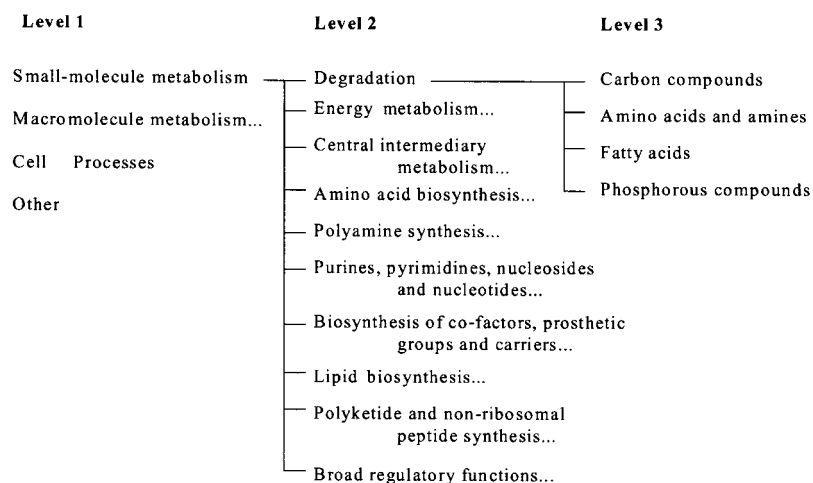 Level 1
Small-molecule metabolism
Macromolecule metabolism...
Cell Processes
Other
Level 2
Degradation
Energy metabolism...
Central intermediary
metabolism...
Amino acid biosynthesis...
Polyamine synthesis...
Purines, pyrimidines, nucleosides
and nucleotides...
Biosynthesis of co-factors, prosthetic
groups and carriers...
Lipid biosynthesis...
Polyketide and non-ribosomal
peptide synthesis...
Broad regulatory functions...
Level 3
Carbon compounds
Amino acids and amines
Fatty acids
Phosphorous compounds